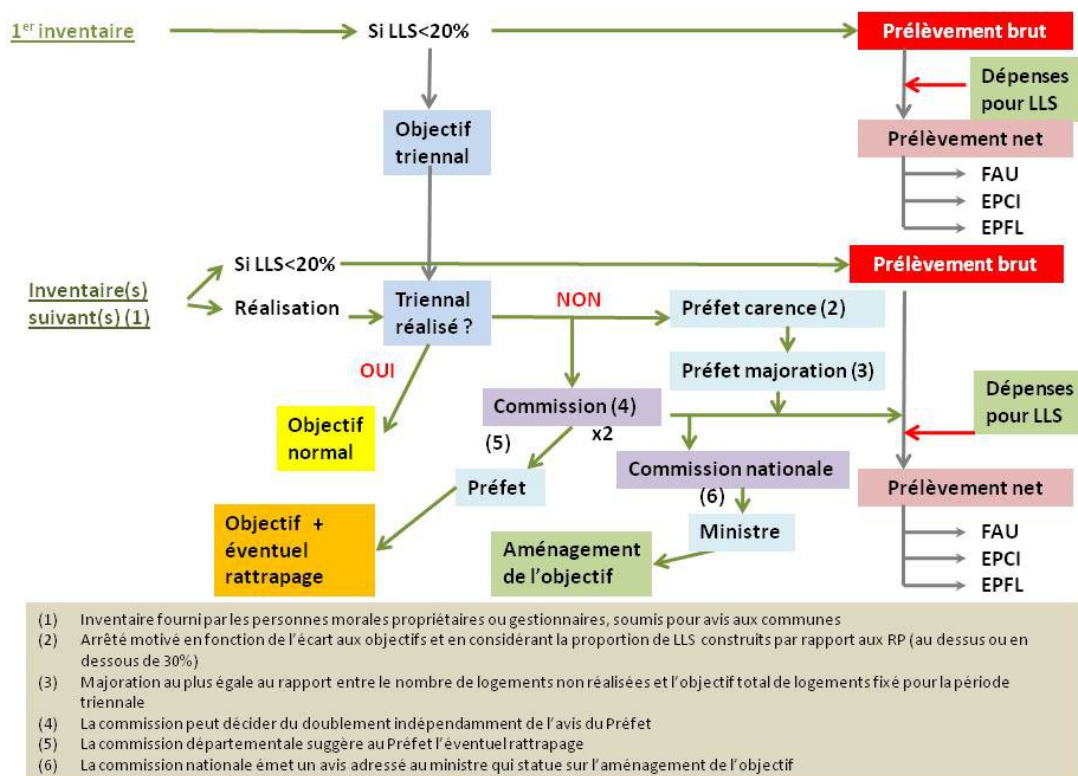 1er inventaire
Si LLS<20%
Prélèvement brut
Dépenses
pour LLS
Objectif
triennal
Prélèvement net
FAU
EPCI
EPFL
Si LLS<20%
Prélèvement brut
Inventaire(s)
suivant(s) (1)
Réalisation
Triennal
réalisé ?
NON
Préfet carence (2)
OUI
Préfet majoration (3)
Dépenses
pour LLS
Commission (4)
x2
(5)
Objectif
normal
Commission nationale
(6)
Préfet
Prélèvement net
Objectif +
éventuel
rattrapage
Ministre
Aménagement
de l’objectif
FAU
EPCI
EPFL
(1) Inventaire fourni par les personnes morales propriétaires ou gestionnaires, soumis pour avis aux communes
(2) Arrêté motivé en fonction de l’écart aux objectifs et en considérant la proportion de LLS construits par rapport aux RP (au dessus ou en
dessous de 30%)
(3) Majoration au plus égale au rapport entre le nombre de logements non réalisées et l’objectif total de logements fixé pour la période
triennale
(4) La commission peut décider du doublement indépendamment de l’avis du Préfet
(5) La commission départementale suggère au Préfet l’éventuel rattrapage
(6) La commission nationale émet un avis adressé au ministre qui statue sur l’aménagement de l’objectif